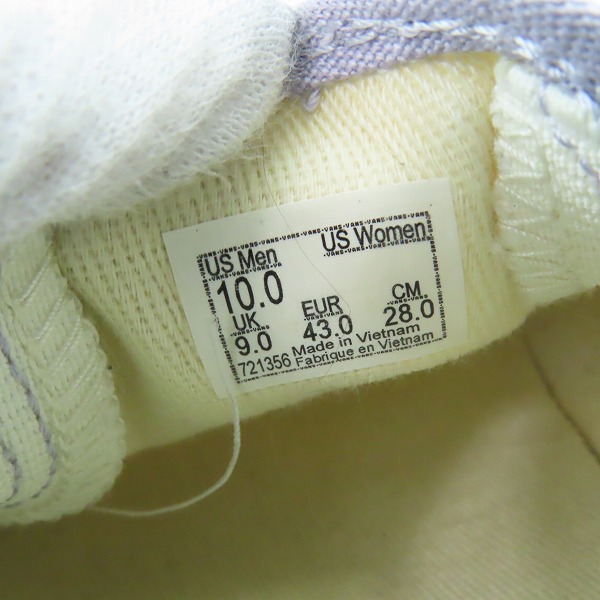 US Men US Women
10.0
UK EUR CM
9.0 43.0 28.0
Made in Vietnam
721356 Fabrique en Vietnam